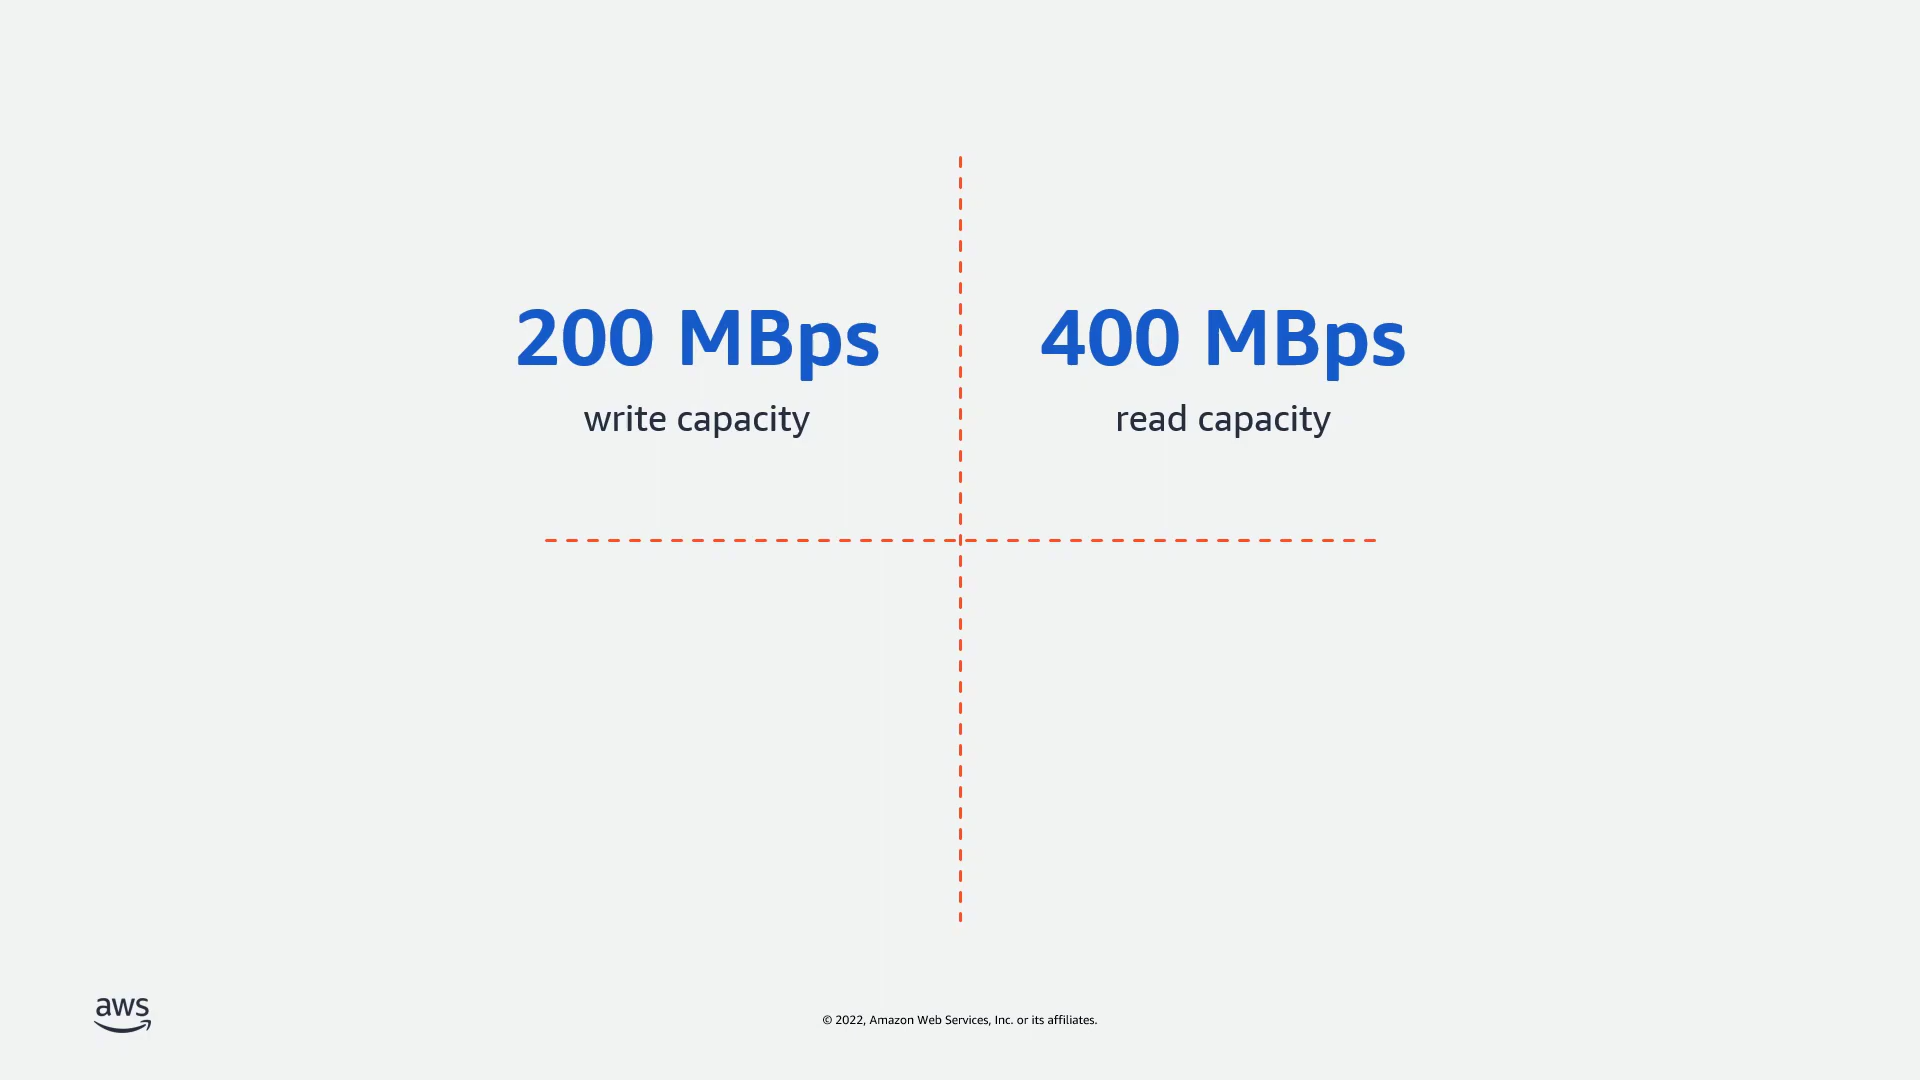 200 MBps
write capacity
400 MBps
read capacity
aws
© 2022, Amazon Web Services, Inc. or its affiliates.